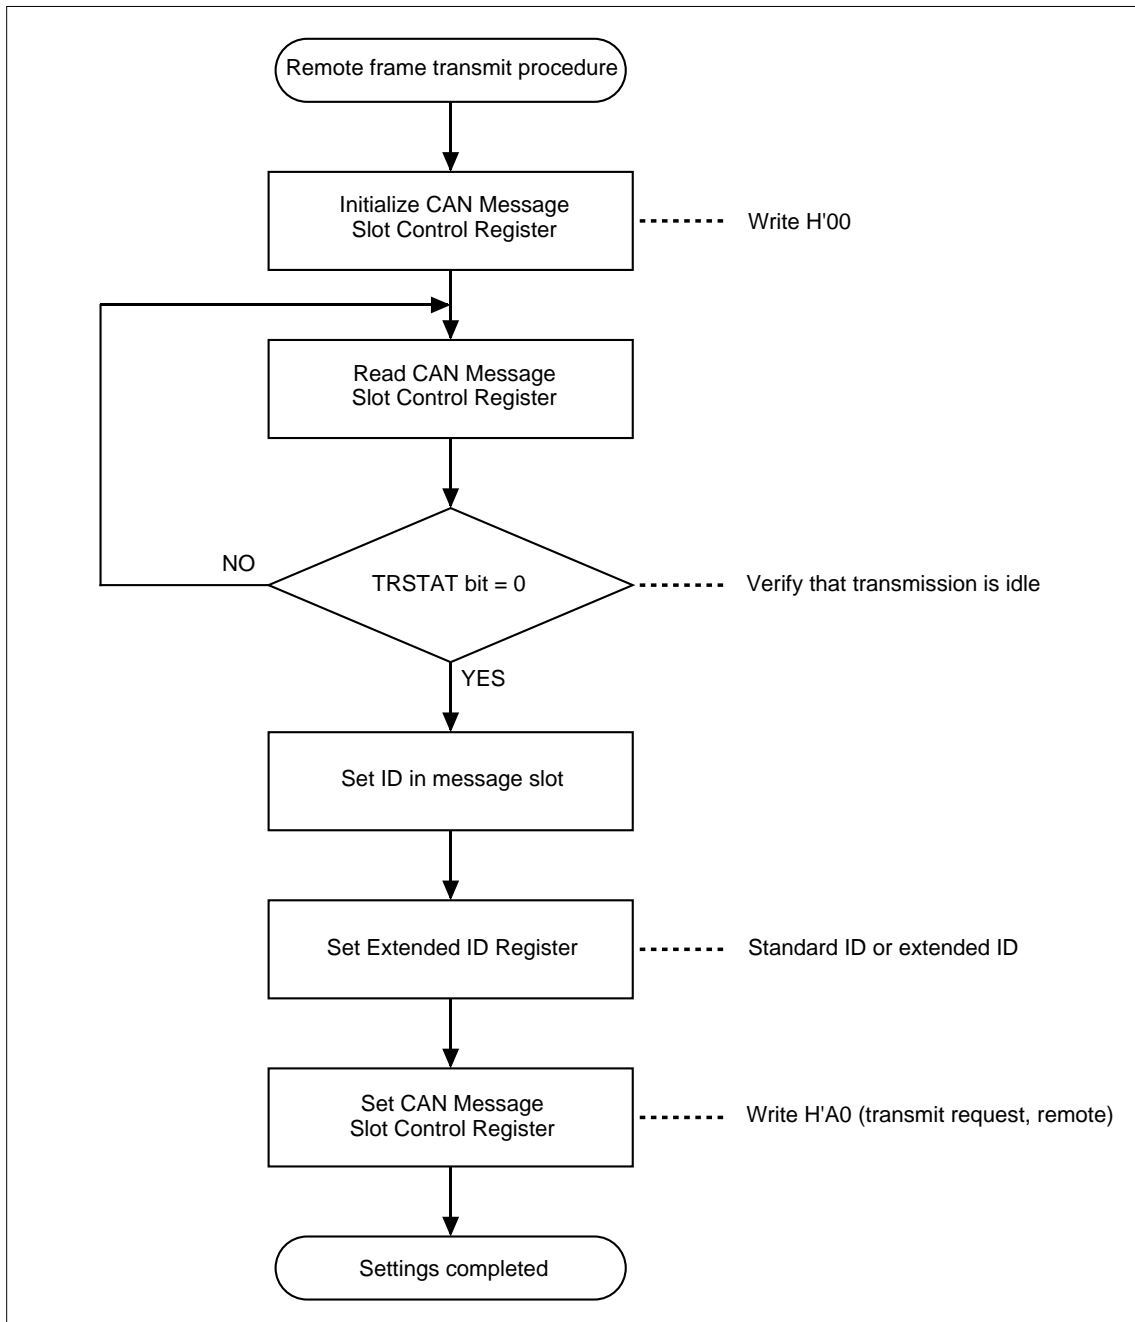 Remote frame transmit procedure
Initialize CAN Message
Slot Control Register
Write H'00
Read CAN Message
Slot Control Register
NO
TRSTAT bit = 0
Verify that transmission is idle
YES
Set ID in message slot
Set Extended ID Register
Standard ID or extended ID
Set CAN Message
Slot Control Register
Write H'A0 (transmit request, remote)
Settings completed